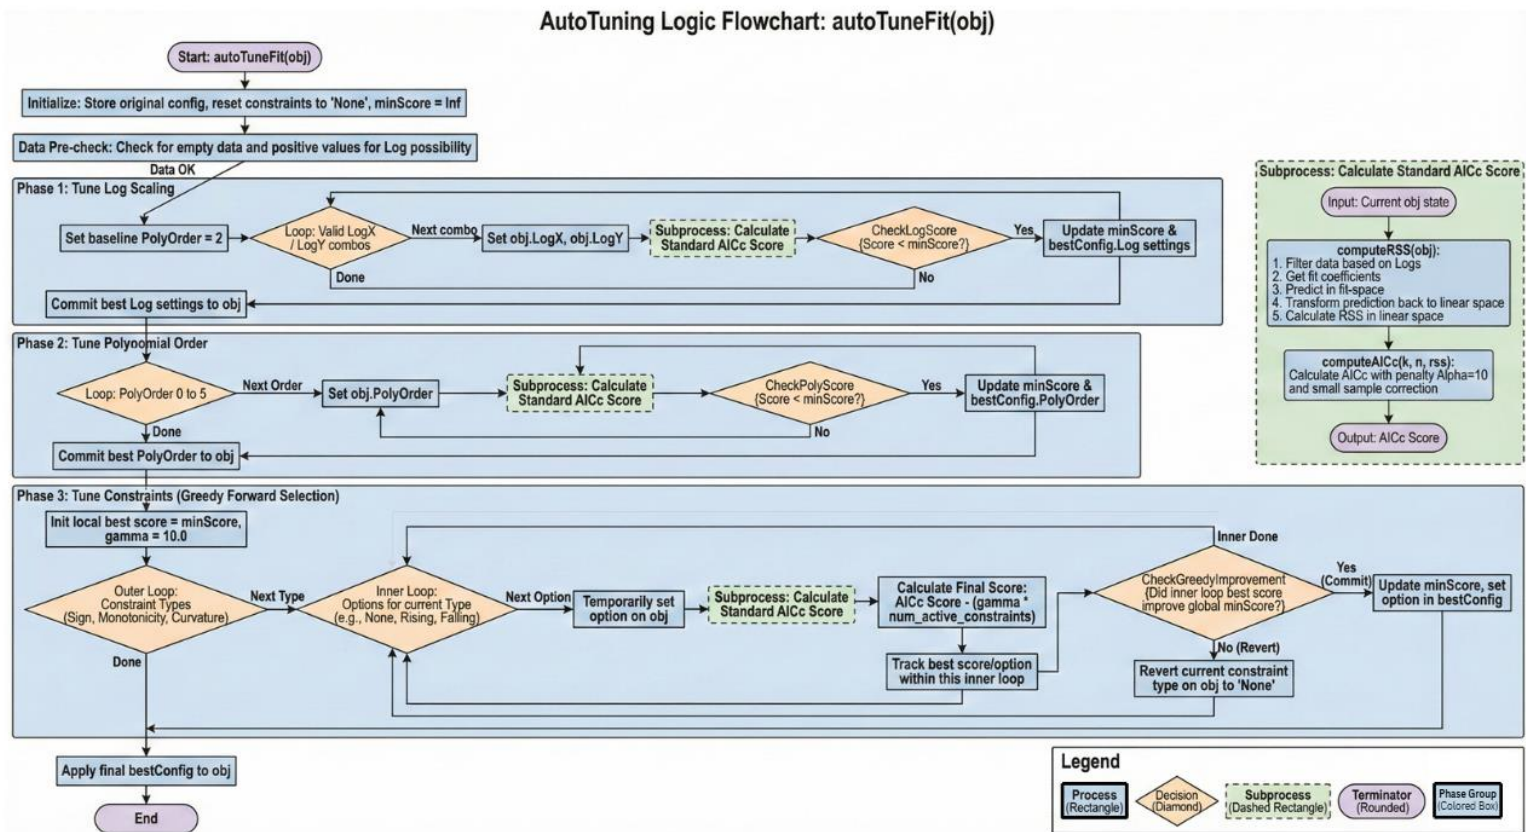 AutoTuning Logic Flowchart: autoTuneFit(obj)
Start: autoTuneFit(obj)
Initialize: Store original config, reset constraints to 'None', minScore = Inf
Data Pre-check: Check for empty data and positive values for Log possibility
Data OK
Phase 1: Tune Log Scaling
Set baseline PolyOrder = 2
Loop: Valid LogX
/ LogY combos
Next combo
Set obj.LogX, obj.LogY
Subprocess: Calculate
Standard AICc Score
CheckLogScore
{Score < minScore?}
Yes
Update minScore &
bestConfig.Log settings
Done
No
Commit best Log settings to obj
Phase 2: Tune Polynomial Order
Loop: PolyOrder 0 to 5
Next Order
Set obj.PolyOrder
Subprocess: Calculate
Standard AICc Score
CheckPolyScore
{Score < minScore?}
Yes
Update minScore &
bestConfig.PolyOrder
Done
No
Commit best PolyOrder to obj
Phase 3: Tune Constraints (Greedy Forward Selection)
Init local best score = minScore,
gamma = 10.0
Outer Loop:
Constraint Types
(Sign, Monotonicity, Curvature)
Next Type
Inner Loop:
Options for current Type
(e.g., None, Rising, Falling)
Next Option
Temporarily set
option on obj
Subprocess: Calculate
Standard AICc Score
Calculate Final Score:
AICc Score - (gamma *
num_active_constraints)
Track best score/option
within this inner loop
Inner Done
CheckGreedyImprovement
{Did inner loop best score
improve global minScore?}
Yes
(Commit)
Update minScore, set
option in bestConfig
No (Revert)
Revert current constraint
type on obj to 'None'
Done
Apply final bestConfig to obj
End
Subprocess: Calculate Standard AICc Score
Input: Current obj state
computeRSS(obj):
1. Filter data based on Logs
2. Get fit coefficients
3. Predict in fit-space
4. Transform prediction back to linear space
5. Calculate RSS in linear space
computeAICc(k, n, rss):
Calculate AICc with penalty Alpha=10
and small sample correction
Output: AICc Score
Legend
Process
(Rectangle)
Decision
(Diamond)
Subprocess
(Dashed Rectangle)
Terminator
(Rounded)
Phase Group
(Colored Box)